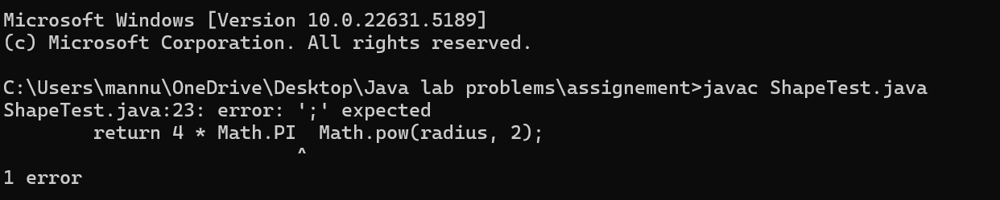 Microsoft Windows [Version 10.0.22631.5189]
(c) Microsoft Corporation. All rights reserved.

C:\Users\mannu\OneDrive\Desktop\Java lab problems\assignement>javac ShapeTest.java
ShapeTest.java:23: error: ';' expected
        return 4 * Math.PI  Math.pow(radius, 2);
                          ^
1 error